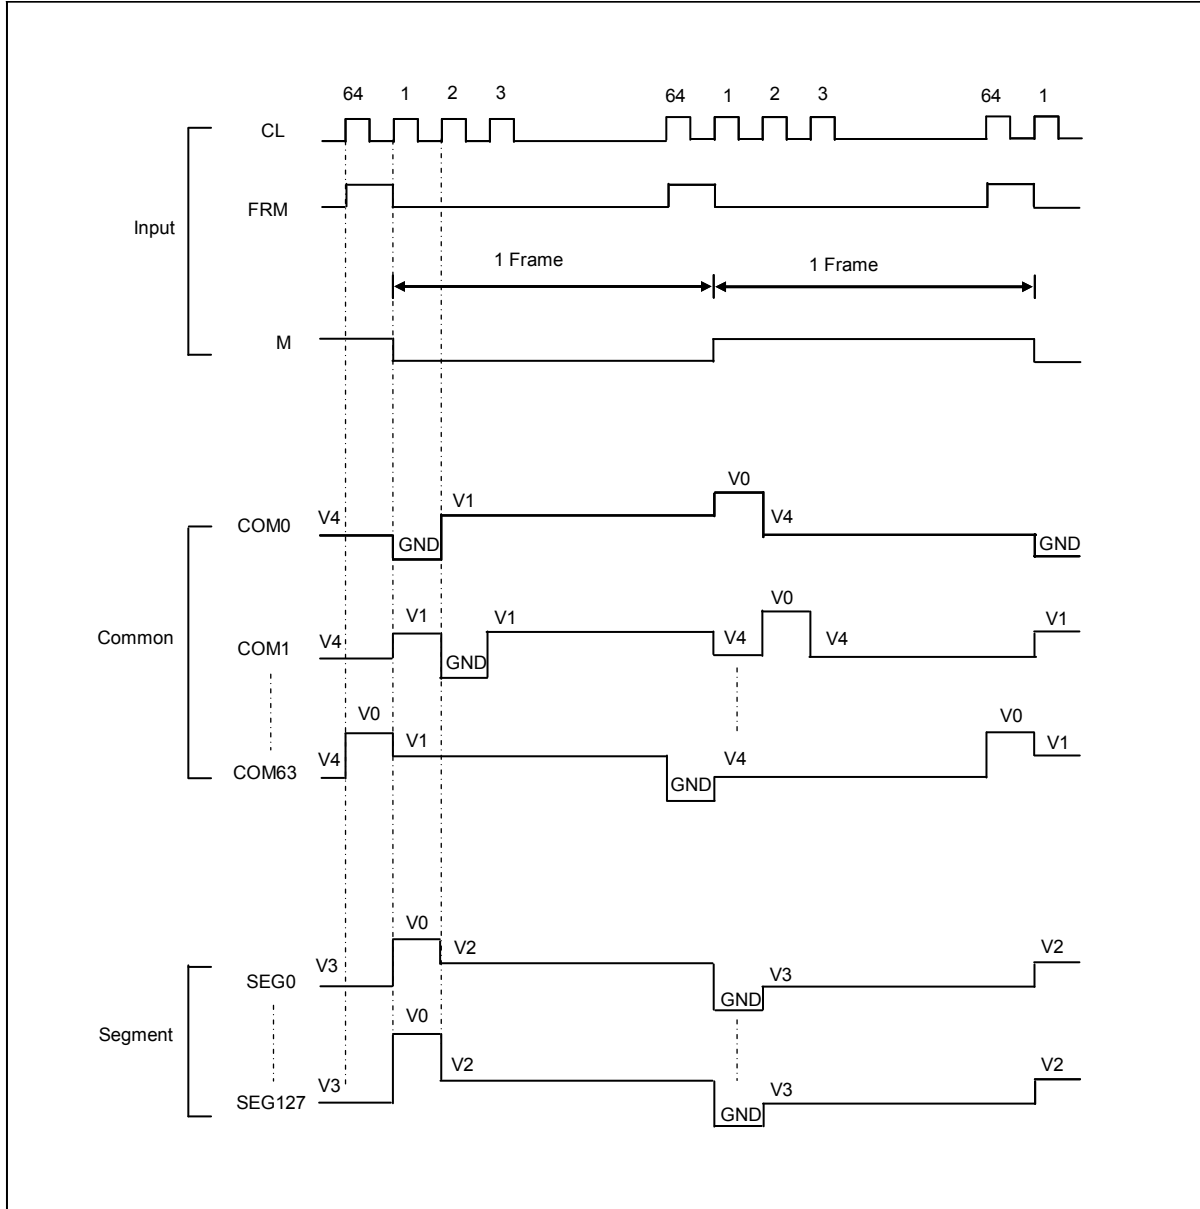 64 1 2 3 64 1 2 3 64 1
CL
FRM
Input
1 Frame 1 Frame
M
V0
V4 V1 V4
COM0 GND GND
V0
V1 V1 V1
Common V4 V4 V4
COM1 GND
V0 V0
V4 V1 V4 V1
COM63 GND
V0
V3 V2 V3 V2
SEG0 GND
V0
Segment
V3 V2 V3 V2
SEG127 GND